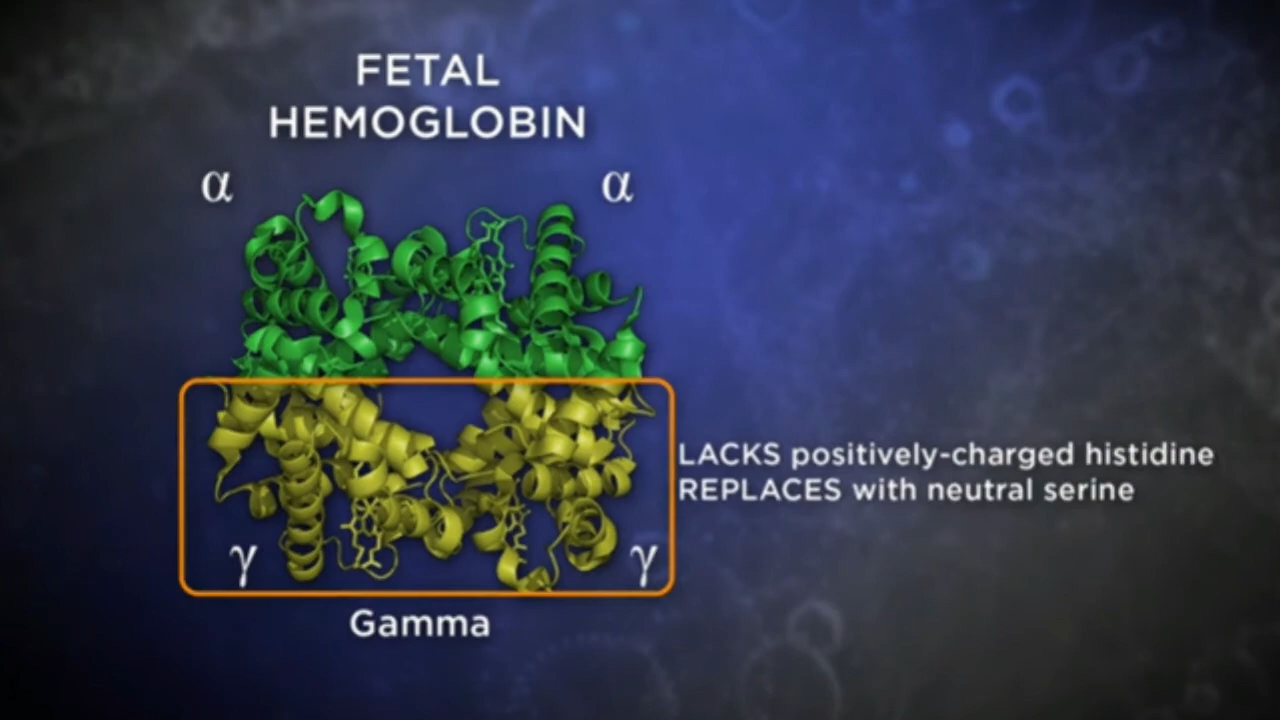 FETAL
HEMOGLOBIN
α α
LACKS positively-charged histidine
REPLACES with neutral serine
γ γ
Gamma